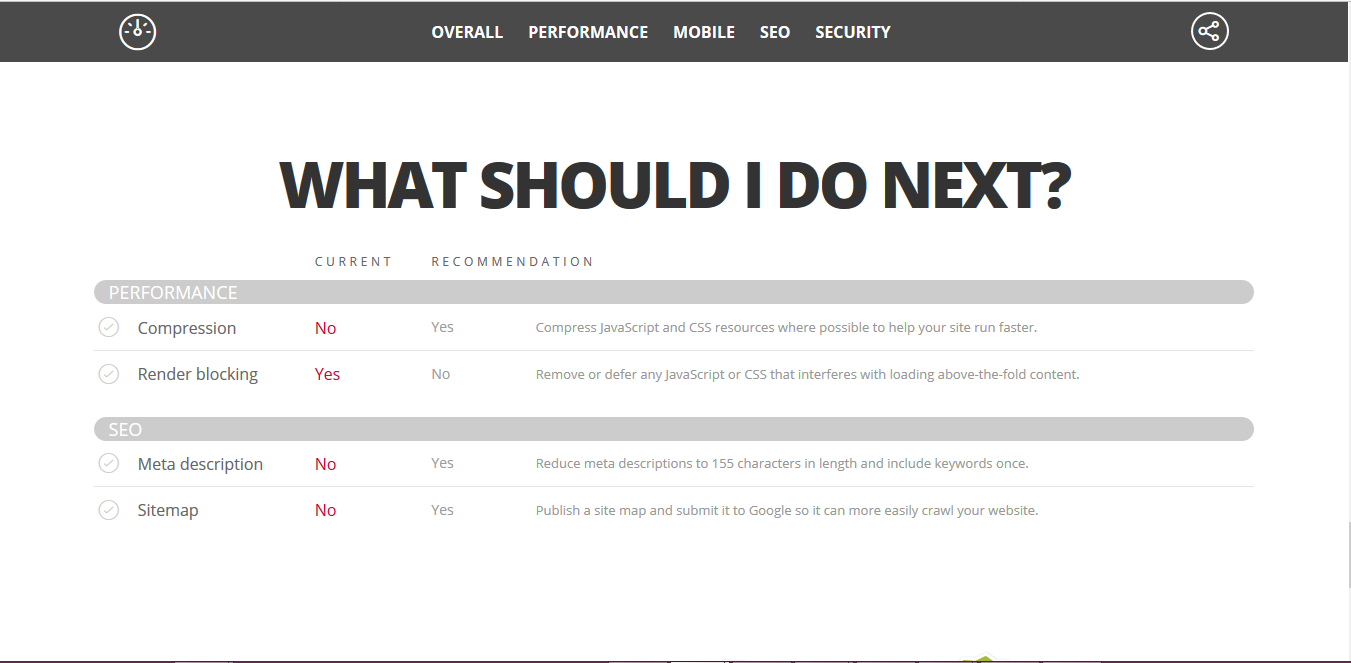 OVERALL PERFORMANCE MOBILE SEO SECURITY
WHAT SHOULD I DO NEXT?
CURRENT RECOMMENDATION
PERFORMANCE
Compression No Yes Compress JavaScript and CSS resources where possible to help your site run faster.
Render blocking Yes No Remove or defer any JavaScript or CSS that interferes with loading above-the-fold content.
SEO
Meta description No Yes Reduce meta descriptions to 155 characters in length and include keywords once.
Sitemap No Yes Publish a site map and submit it to Google so it can more easily crawl your website.